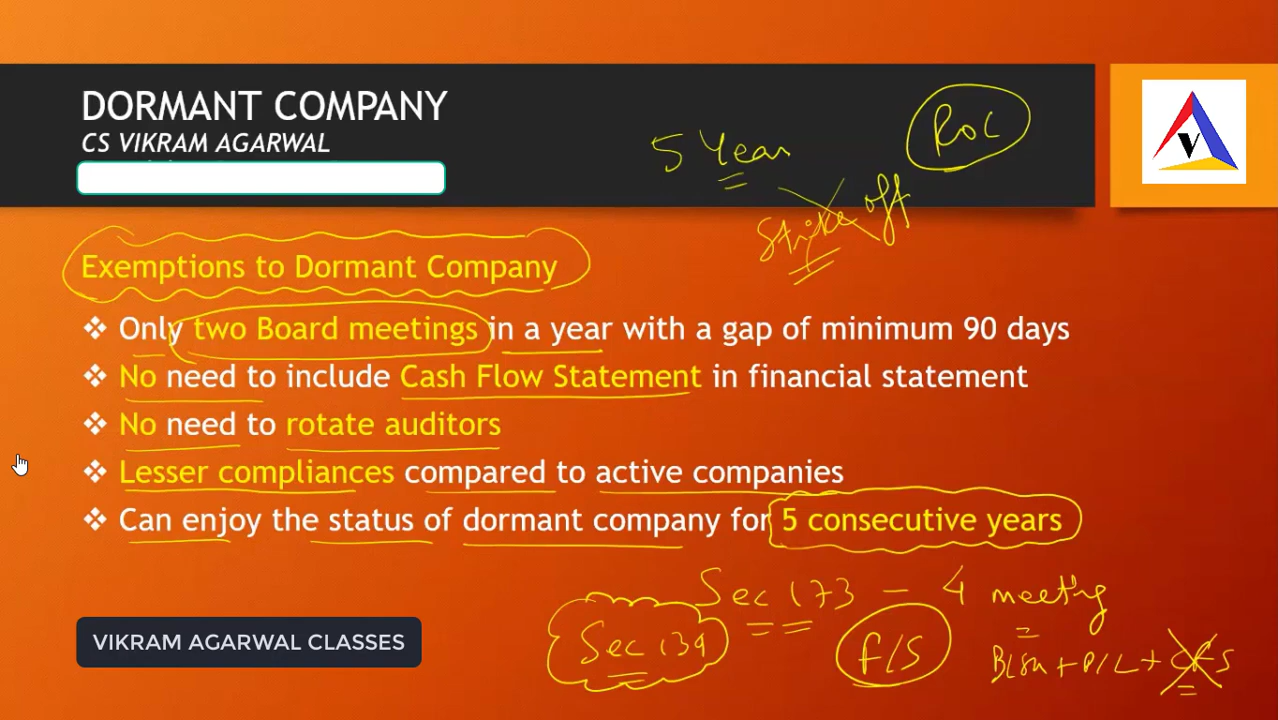 DORMANT COMPANY
CS VIKRAM AGARWAL
5 Year
ROC
Strike off
Exemptions to Dormant Company
❖ Only two Board meetings in a year with a gap of minimum 90 days
❖ No need to include Cash Flow Statement in financial statement
❖ No need to rotate auditors
❖ Lesser compliances compared to active companies
❖ Can enjoy the status of dormant company for 5 consecutive years
Sec 173 - 4 meeting
Sec 139
F/S
B/Sh + P/L + CFS
VIKRAM AGARWAL CLASSES
V